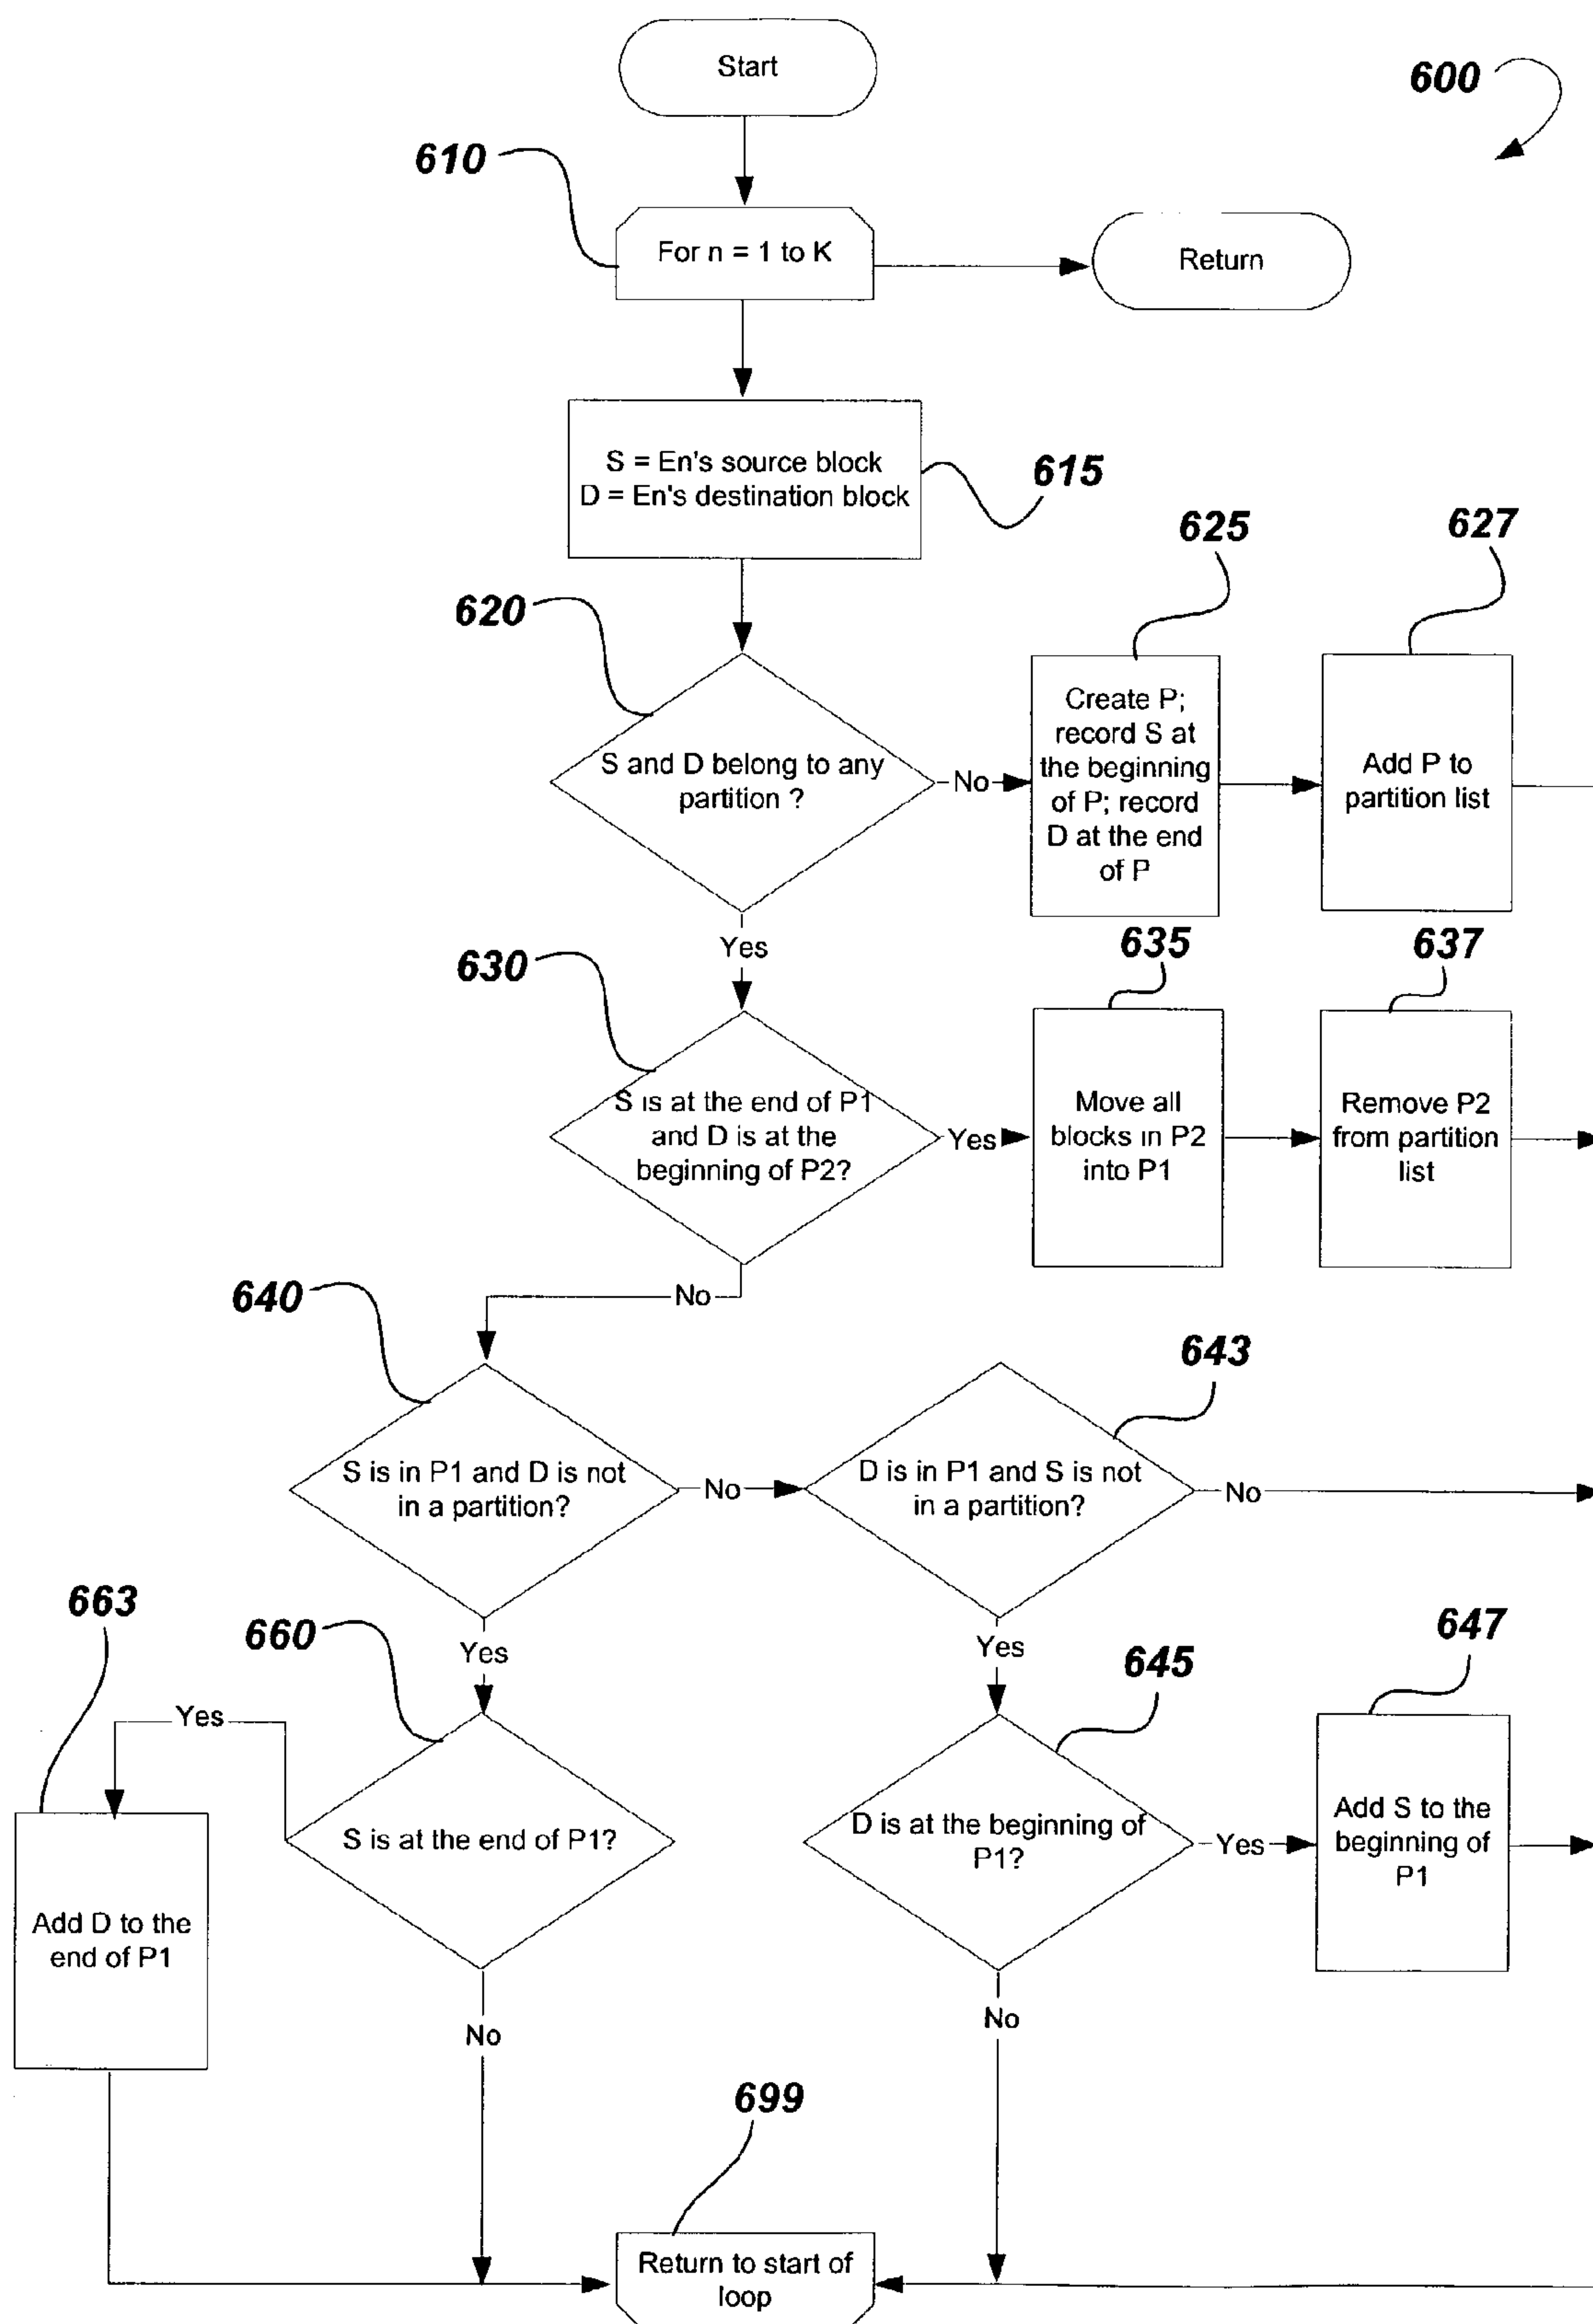 Start
600
610
For n = 1 to K
Return
S = En's source block
D = En's destination block
615
625
627
620
S and D belong to any
partition ?
No
Create P;
record S at
the beginning
of P; record
D at the end
of P
Add P to
partition list
Yes
630
635
637
S is at the end of P1
and D is at the
beginning of P2?
Yes
Move all
blocks in P2
into P1
Remove P2
from partition
list
No
640
643
S is in P1 and D is not
in a partition?
No
D is in P1 and S is not
in a partition?
No
663
660
Yes
Yes
645
647
Yes
S is at the end of P1?
D is at the beginning of
P1?
Yes
Add S to the
beginning of
P1
Add D to the
end of P1
No
No
699
Return to start of
loop